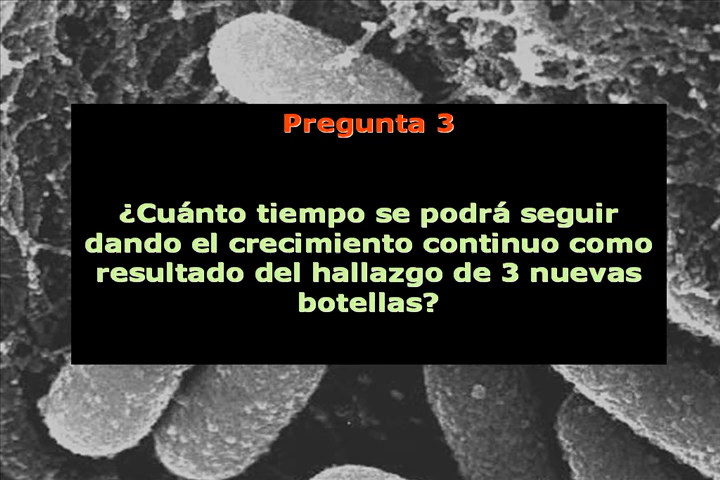 Pregunta 3
¿Cuánto tiempo se podrá seguir
dando el crecimiento continuo como
resultado del hallazgo de 3 nuevas
botellas?